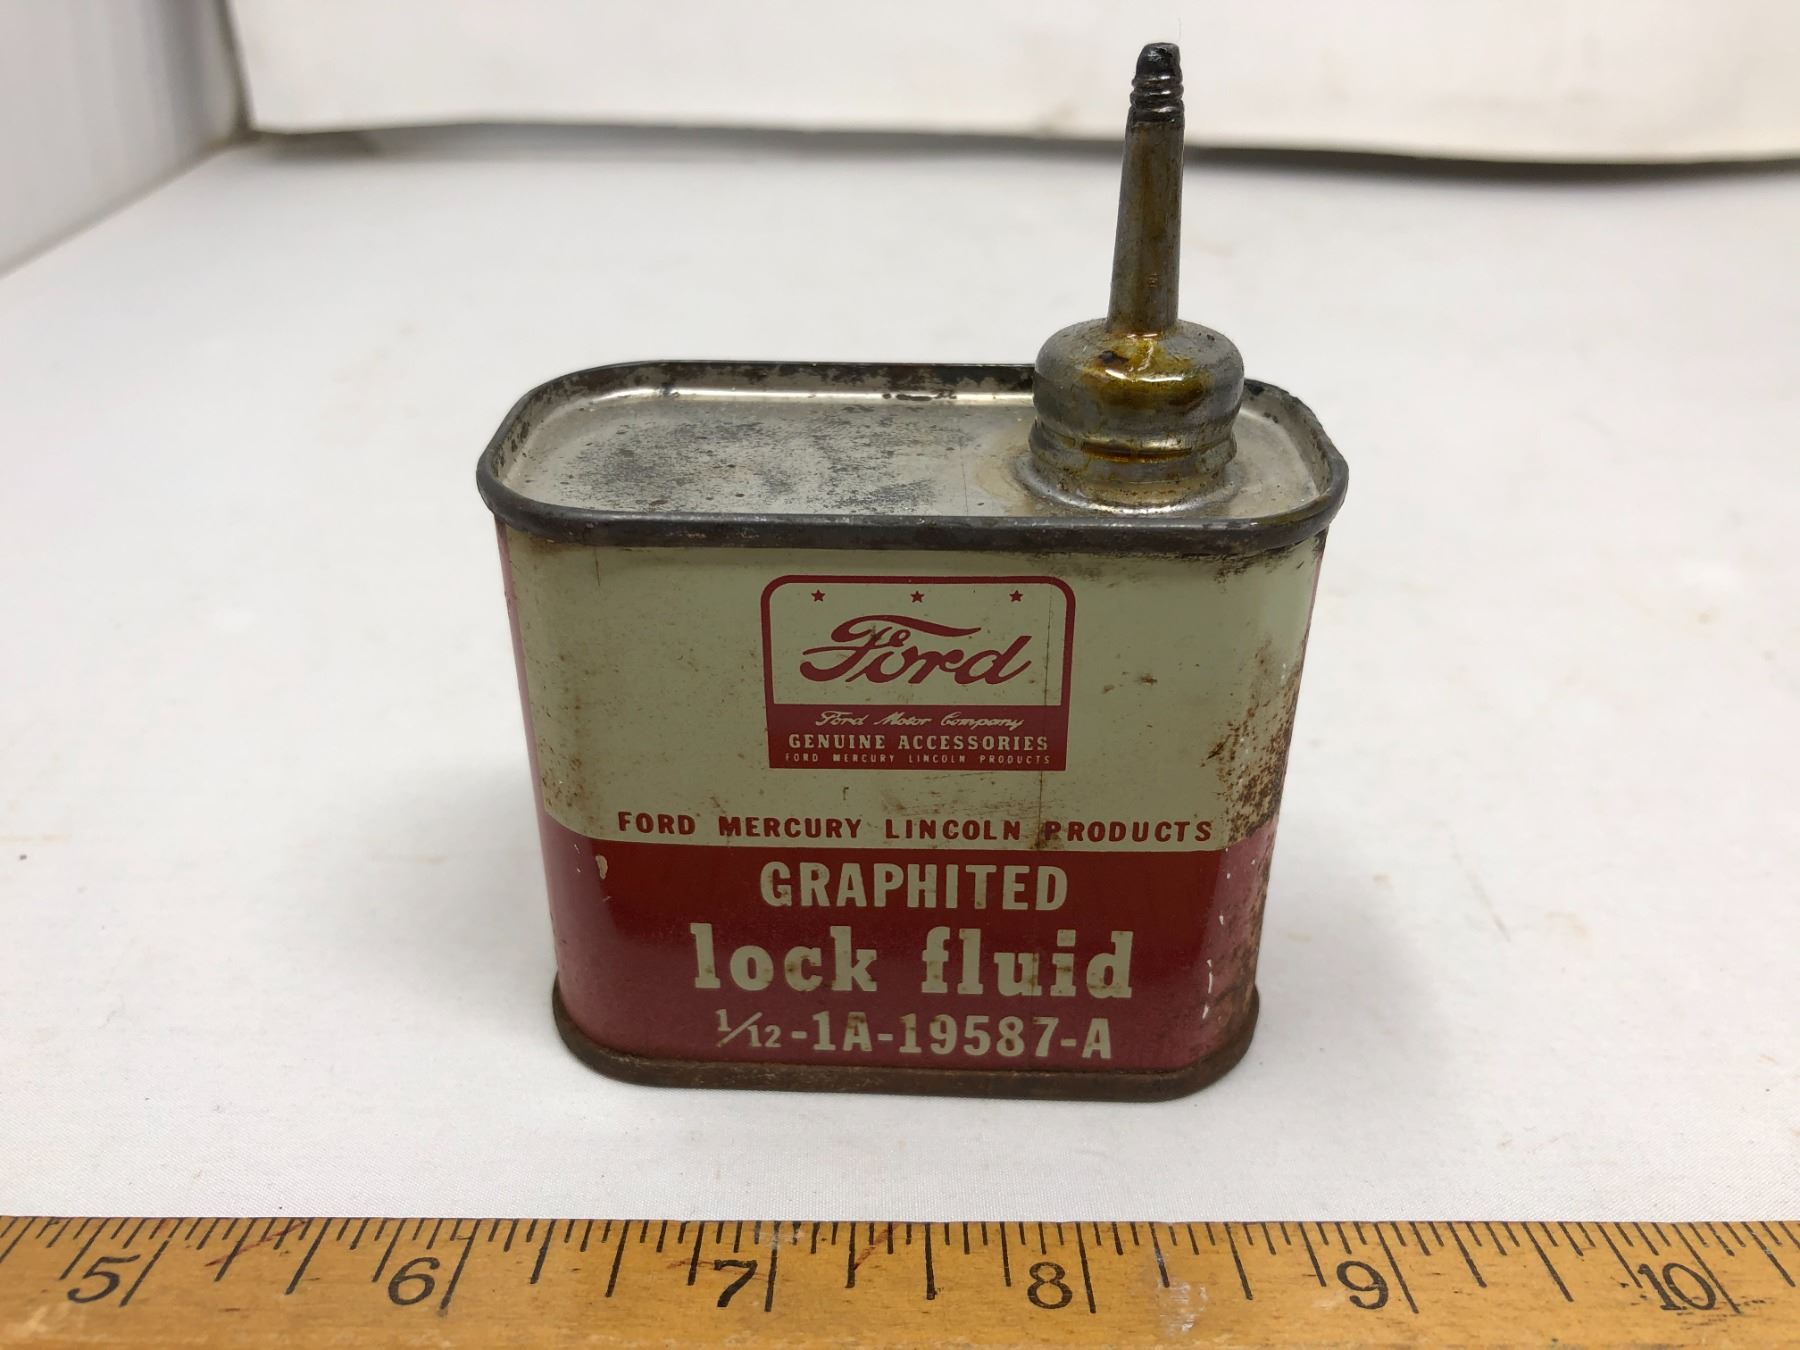 Ford
Ford Motor Company
GENUINE ACCESSORIES
FORD MERCURY LINCOLN PRODUCTS
FORD MERCURY LINCOLN PRODUCTS
GRAPHITED
lock fluid
1/12-1A-19587-A
5 6 7 8 9 10